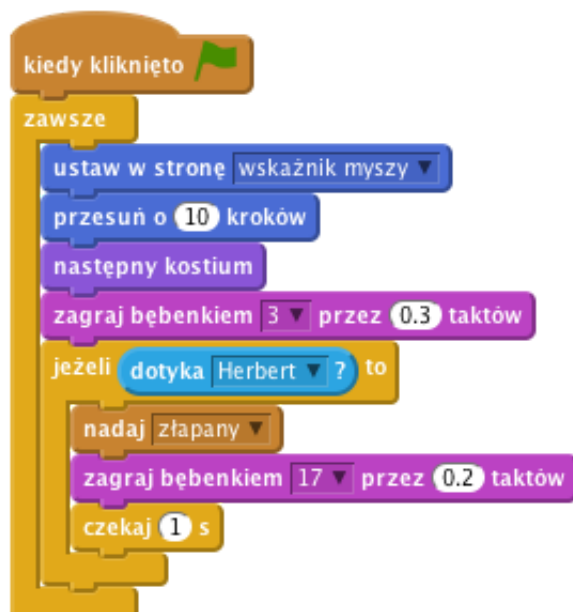 kiedy kliknięto
zawsze
ustaw w stronę wskaźnik myszy
przesuń o 10 kroków
następny kostium
zagraj bębenkiem 3 przez 0.3 taktów
jeżeli dotyka Herbert ? to
nadaj złapany
zagraj bębenkiem 17 przez 0.2 taktów
czekaj 1 s